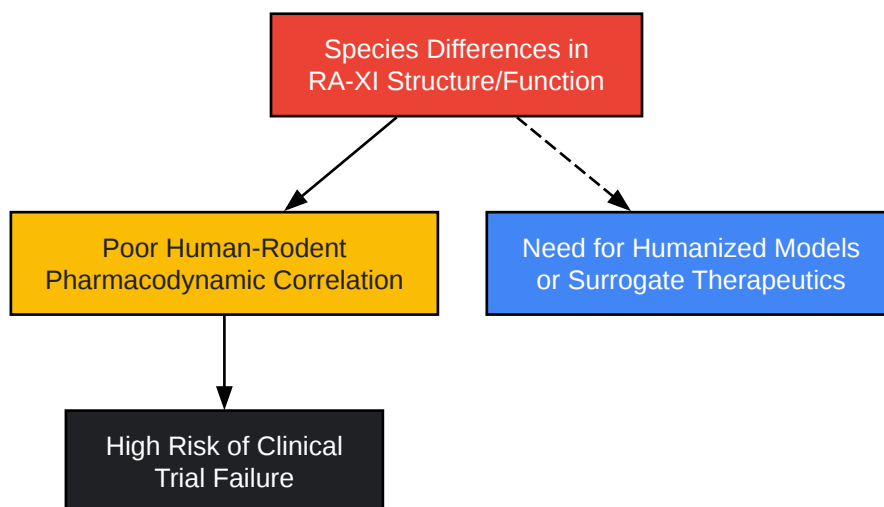 Species Differences in
RA-XI Structure/Function
Poor Human-Rodent
Pharmacodynamic Correlation
Need for Humanized Models
or Surrogate Therapeutics
High Risk of Clinical
Trial Failure